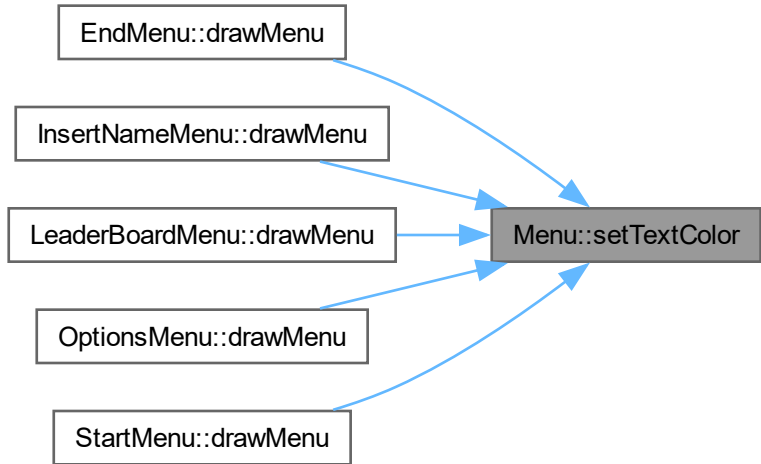 EndMenu::drawMenu
InsertNameMenu::drawMenu
LeaderBoardMenu::drawMenu
Menu::setTextColor
OptionsMenu::drawMenu
StartMenu::drawMenu